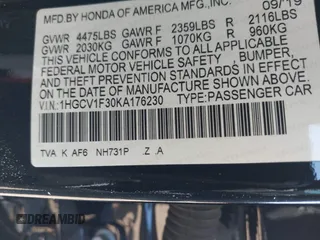 MFD. BY HONDA OF AMERICA MFG., INC. 09/19
GVWR 4475LBS GAWR F 2359LBS R 2116LBS
GVWR 2030KG GAWR F 1070KG R 960KG
THIS VEHICLE CONFORMS TO ALL APPLICABLE
FEDERAL MOTOR VEHICLE SAFETY, BUMPER,
AND THEFT PREVENTION STANDARDS IN EFFECT
ON THE DATE OF MANUFACTURE SHOWN ABOVE.
V.I.N:1HGCV1F30KA176230 TYPE:PASSENGER CAR
TVA K AF6 NH731P .Z .A
DREAMBID